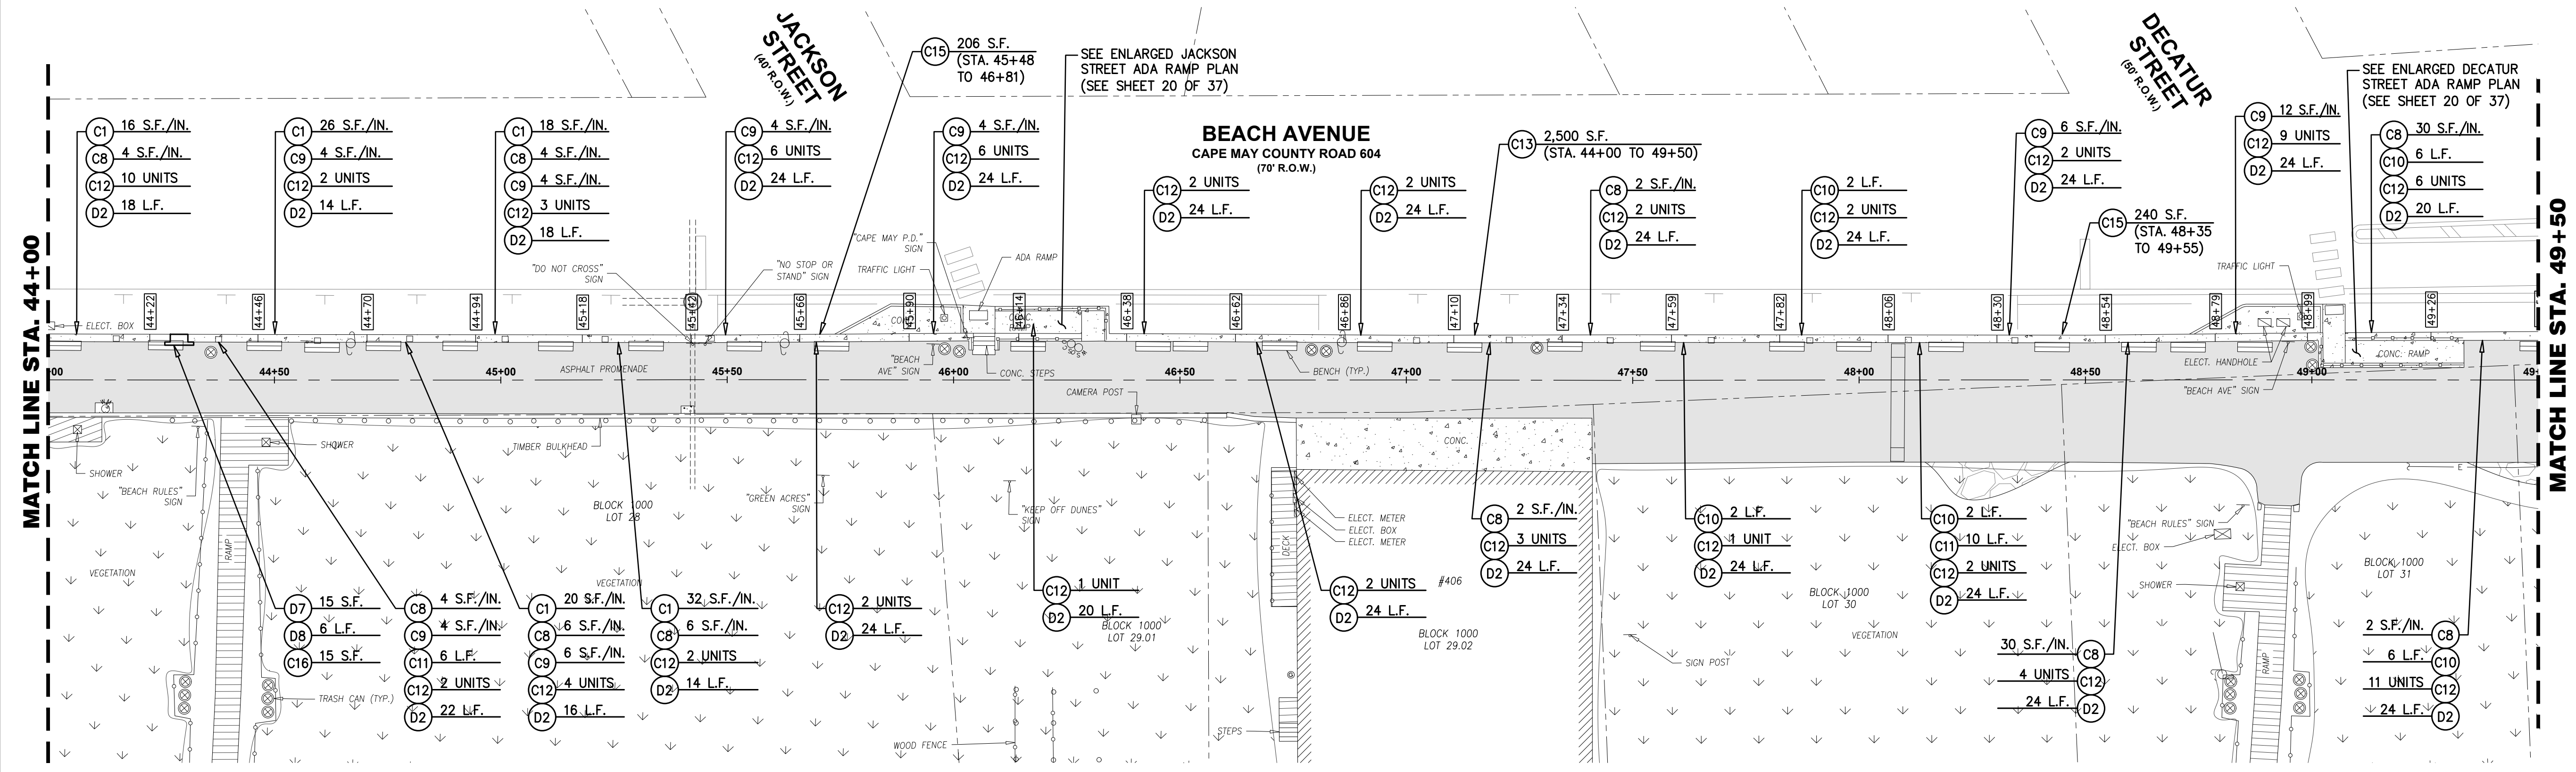 MATCH LINE STA. 44+00
JACKSON
STREET
(40' R.O.W.)
C15 206 S.F.
(STA. 45+48
TO 46+81)
SEE ENLARGED JACKSON
STREET ADA RAMP PLAN
(SEE SHEET 20 OF 37)
BEACH AVENUE
CAPE MAY COUNTY ROAD 604
(70' R.O.W.)
C13 2,500 S.F.
(STA. 44+00 TO 49+50)
DECATUR
STREET
(50' R.O.W.)
SEE ENLARGED DECATUR
STREET ADA RAMP PLAN
(SEE SHEET 20 OF 37)
C1 16 S.F./IN.
C8 4 S.F./IN.
C12 10 UNITS
D2 18 L.F.
C1 26 S.F./IN.
C9 4 S.F./IN.
C12 2 UNITS
D2 14 L.F.
C1 18 S.F./IN.
C8 4 S.F./IN.
C9 4 S.F./IN.
C12 3 UNITS
D2 18 L.F.
C9 4 S.F./IN.
C12 6 UNITS
D2 24 L.F.
C9 4 S.F./IN.
C12 6 UNITS
D2 24 L.F.
C12 2 UNITS
D2 24 L.F.
C12 2 UNITS
D2 24 L.F.
C8 2 S.F./IN.
C12 2 UNITS
D2 24 L.F.
C10 2 L.F.
C12 2 UNITS
D2 24 L.F.
C9 6 S.F./IN.
C12 2 UNITS
D2 24 L.F.
C15 240 S.F.
(STA. 48+35
TO 49+55)
C9 12 S.F./IN.
C12 9 UNITS
D2 24 L.F.
C8 30 S.F./IN.
C10 6 L.F.
C12 6 UNITS
D2 20 L.F.
"DO NOT CROSS"
SIGN
"NO STOP OR
STAND" SIGN
"CAPE MAY P.D."
SIGN
TRAFFIC LIGHT
ADA RAMP
TRAFFIC LIGHT
ELECT. BOX
44+22
44+46
44+70
44+94
45+18
45+42
45+66
45+90
46+14
46+38
46+62
46+86
47+10
47+34
47+59
47+82
48+06
48+30
48+54
48+79
48+99
49+26
CONC.
RAMP
ASPHALT PROMENADE
"BEACH
AVE" SIGN
CONC. STEPS
BENCH (TYP.)
ELECT. HANDHOLE
CONC. RAMP
"BEACH AVE" SIGN
00
44+50
45+00
45+50
46+00
46+50
47+00
47+50
48+00
48+50
49+00
49+
CAMERA POST
SHOWER
SHOWER
"BEACH RULES"
SIGN
TIMBER BULKHEAD
BLOCK 1000
LOT 28
"GREEN ACRES"
SIGN
"KEEP OFF DUNES"
SIGN
CONC.
ELECT. METER
ELECT. BOX
ELECT. METER
DECK
"BEACH RULES" SIGN
ELECT. BOX
SHOWER
E
BLOCK 1000
LOT 31
VEGETATION
RAMP
VEGETATION
D7 15 S.F.
D8 6 L.F.
C16 15 S.F.
C8 4 S.F./IN.
C9 4 S.F./IN.
C11 6 L.F.
C12 2 UNITS
D2 22 L.F.
C1 20 S.F./IN.
C8 6 S.F./IN.
C9 6 S.F./IN.
C12 4 UNITS
D2 16 L.F.
C1 32 S.F./IN.
C8 6 S.F./IN.
C12 2 UNITS
D2 14 L.F.
C12 2 UNITS
D2 24 L.F.
C12 1 UNIT
D2 20 L.F.
BLOCK 1000
LOT 29.01
C12 2 UNITS
D2 24 L.F.
#406
BLOCK 1000
LOT 29.02
C8 2 S.F./IN.
C12 3 UNITS
D2 24 L.F.
C10 2 L.F.
C12 1 UNIT
D2 24 L.F.
BLOCK 1000
LOT 30
VEGETATION
SIGN POST
C10 2 L.F.
C11 10 L.F.
C12 2 UNITS
D2 24 L.F.
30 S.F./IN. C8
4 UNITS C12
24 L.F. D2
RAMP
2 S.F./IN. C8
6 L.F. C10
11 UNITS C12
24 L.F. D2
TRASH CAN (TYP.)
WOOD FENCE
STEPS
MATCH LINE STA. 49+50